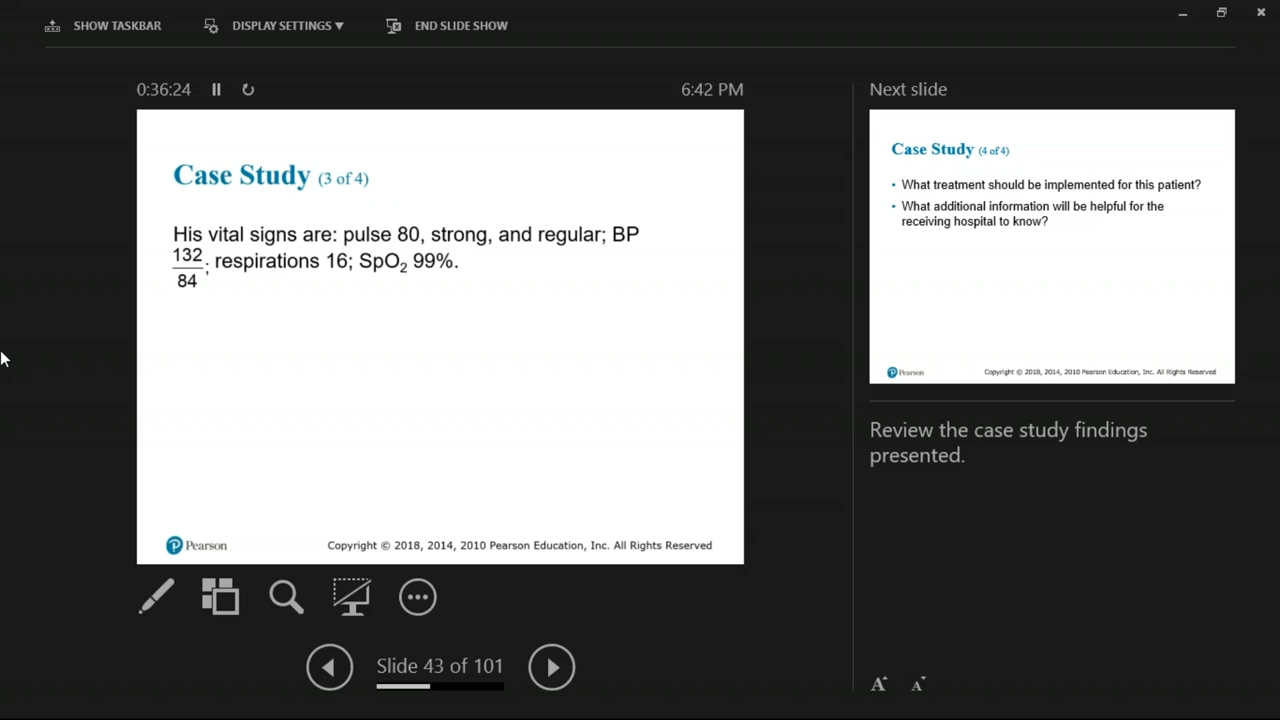 SHOW TASKBAR
DISPLAY SETTINGS ▼
END SLIDE SHOW
0:36:24
6:42 PM
Case Study (3 of 4)
His vital signs are: pulse 80, strong, and regular; BP
132/84; respirations 16; SpO₂ 99%.
Pearson
Copyright © 2018, 2014, 2010 Pearson Education, Inc. All Rights Reserved
Slide 43 of 101
Next slide
Case Study (4 of 4)
• What treatment should be implemented for this patient?
• What additional information will be helpful for the
receiving hospital to know?
Pearson
Copyright © 2018, 2014, 2010 Pearson Education, Inc. All Rights Reserved
Review the case study findings
presented.
A A